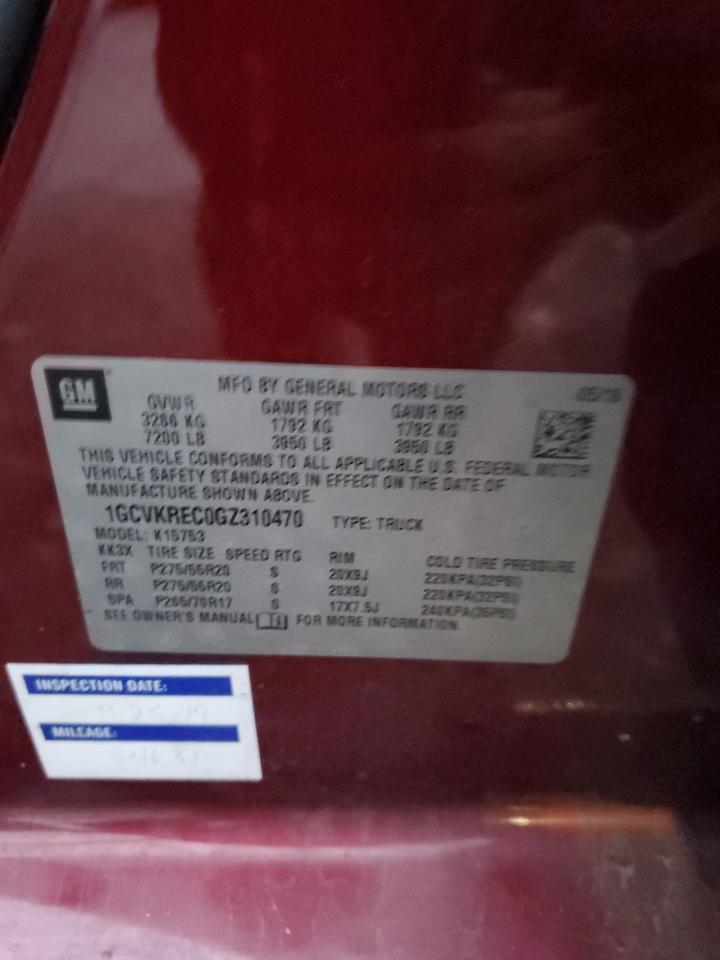 GM
MFD BY GENERAL MOTORS LLC 05/16
GVWR GAWR FRT GAWR RR
3266 KG 1792 KG 1792 KG
7200 LB 3950 LB 3950 LB
THIS VEHICLE CONFORMS TO ALL APPLICABLE U.S. FEDERAL MOTOR
VEHICLE SAFETY STANDARDS IN EFFECT ON THE DATE OF
MANUFACTURE SHOWN ABOVE.
1GCVKREC0GZ310470 TYPE: TRUCK
MODEL: K15753
KK3X TIRE SIZE SPEED RTG RIM COLD TIRE PRESSURE
FRT P275/55R20 S 20X9J 220KPA(32PSI)
RR P275/55R20 S 20X9J 220KPA(32PSI)
SPA P265/70R17 S 17X7.5J 240KPA(35PSI)
SEE OWNER'S MANUAL FOR MORE INFORMATION
INSPECTION DATE:
MILEAGE: